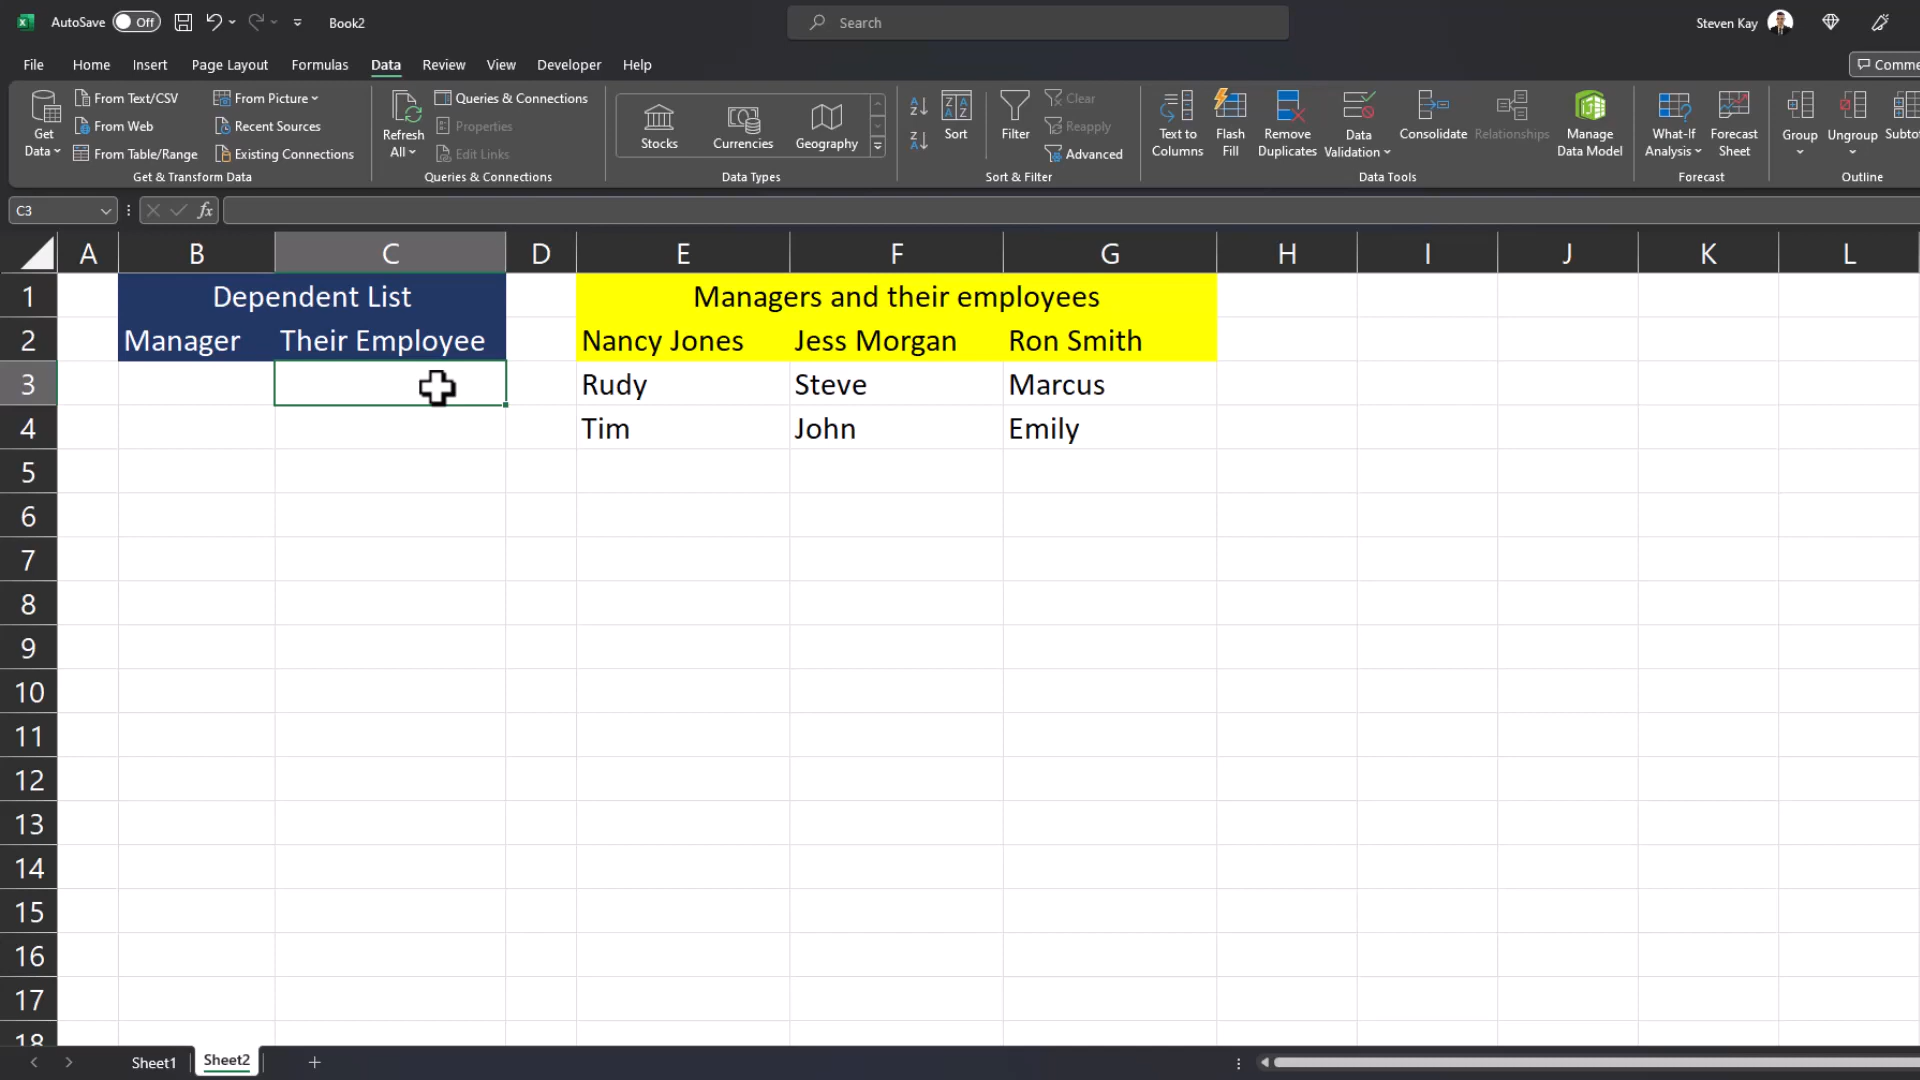 AutoSave Off Book2 Search Steven Kay
File Home Insert Page Layout Formulas Data Review View Developer Help
Get Data From Text/CSV From Web From Table/Range From Picture Recent Sources Existing Connections
Get & Transform Data
Refresh All Queries & Connections Properties Edit Links
Queries & Connections
Stocks Currencies Geography
Data Types
Sort Filter Clear Reapply Advanced
Sort & Filter
Text to Columns Flash Fill Remove Duplicates Data Validation Consolidate Relationships Manage Data Model
Data Tools
What-If Analysis Forecast Sheet
Forecast
Group Ungroup Subto
Outline
Comme
C3 fx
A B C D E F G H I J K L
1 Dependent List Managers and their employees
2 Manager Their Employee Nancy Jones Jess Morgan Ron Smith
3 Rudy Steve Marcus
4 Tim John Emily
5
6
7
8
9
10
11
12
13
14
15
16
17
18
Sheet1 Sheet2